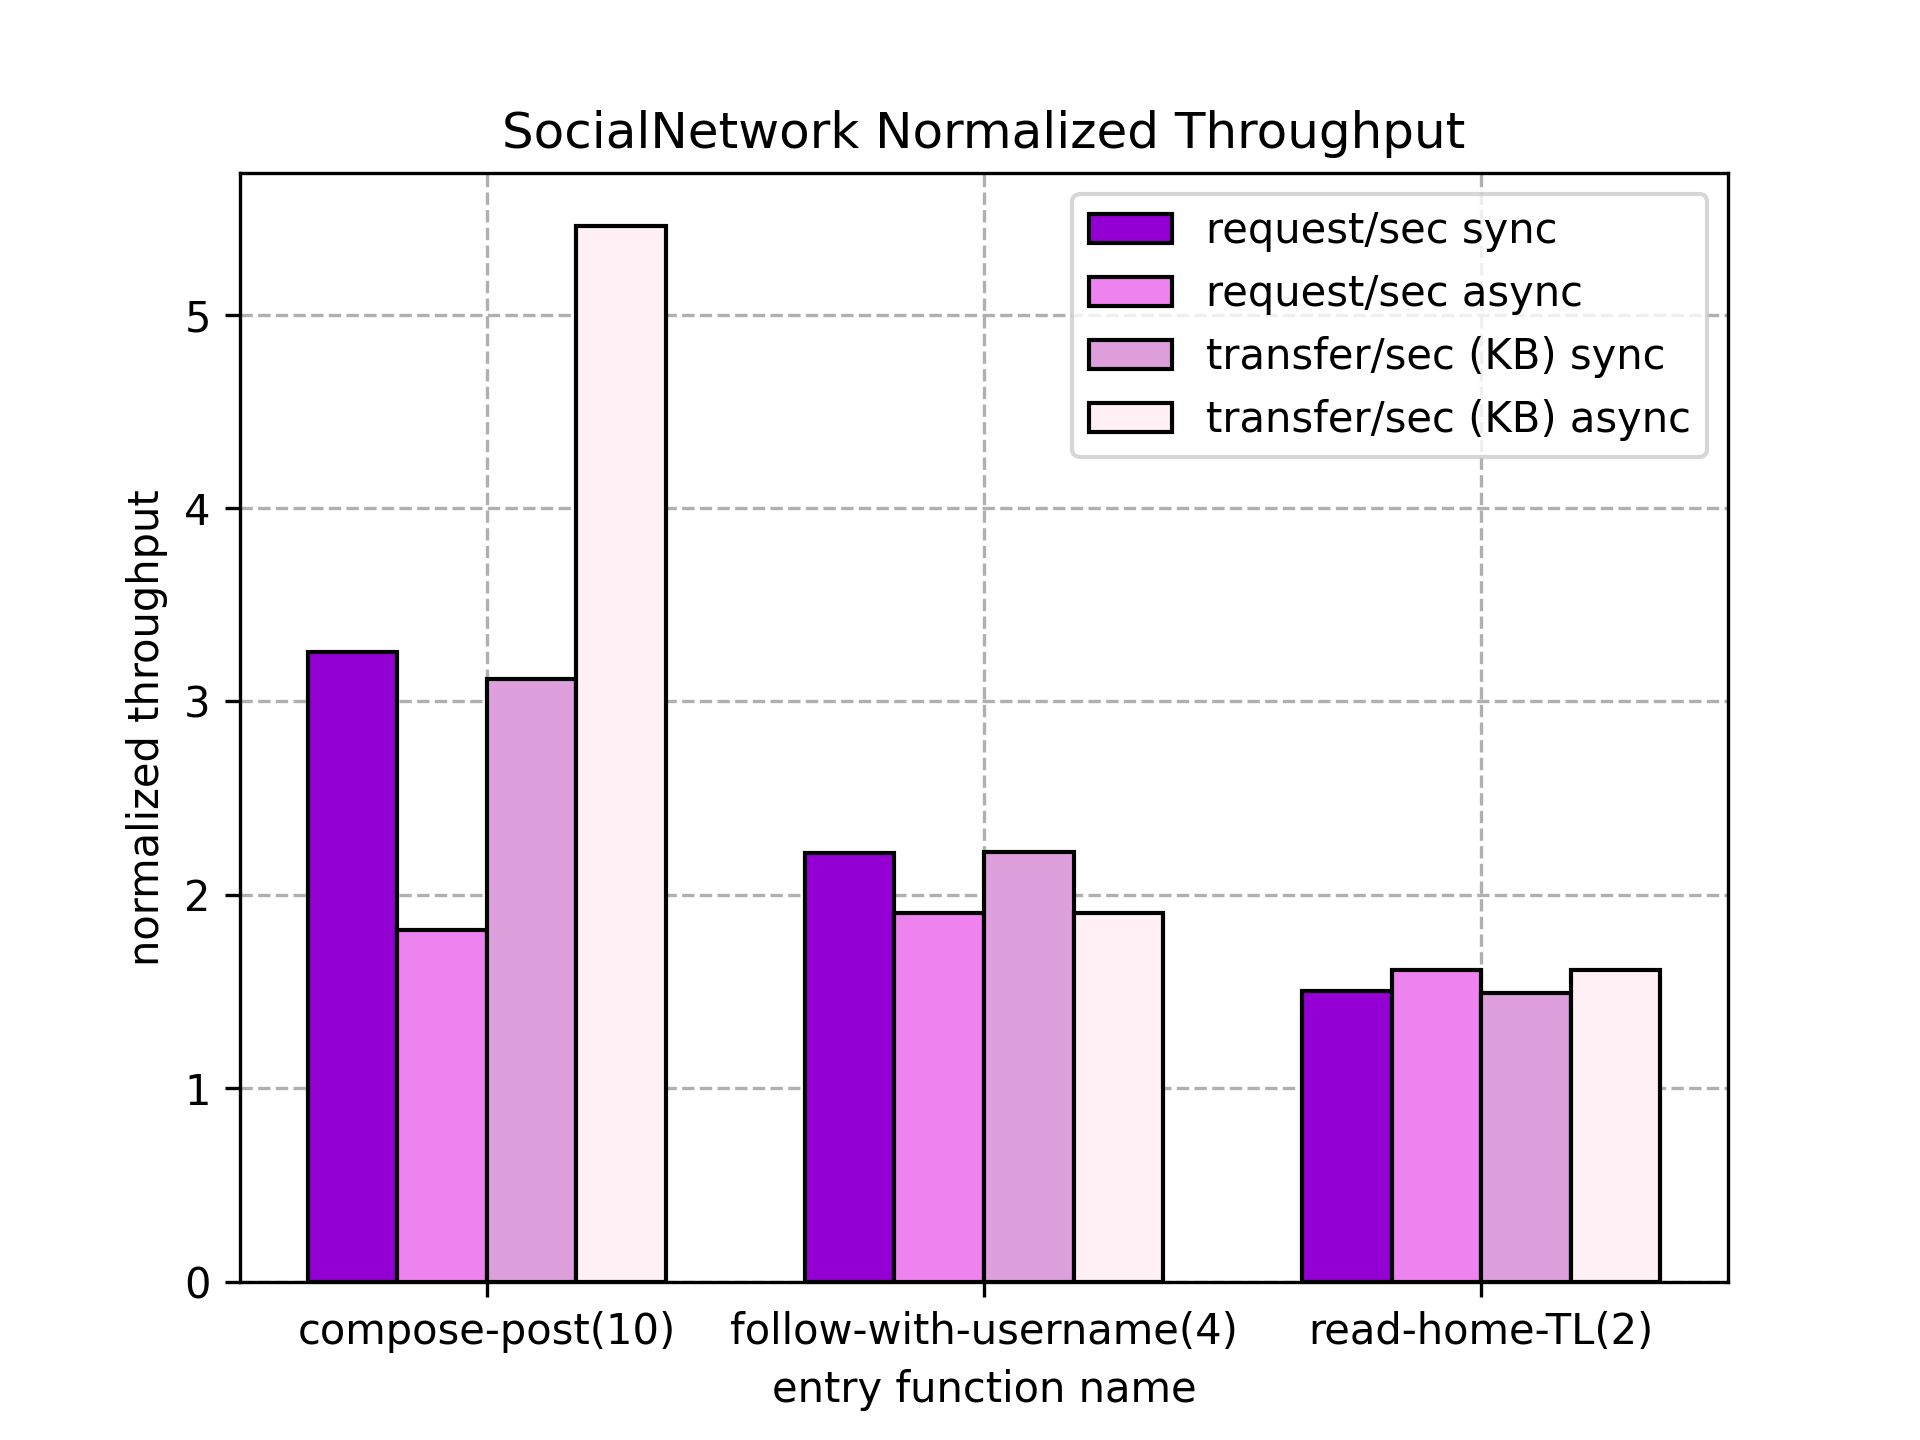 SocialNetwork Normalized Throughput
request/sec sync
request/sec async
transfer/sec (KB) sync
transfer/sec (KB) async
normalized throughput
5
4
3
2
1
0
compose-post(10) follow-with-username(4) read-home-TL(2)
entry function name